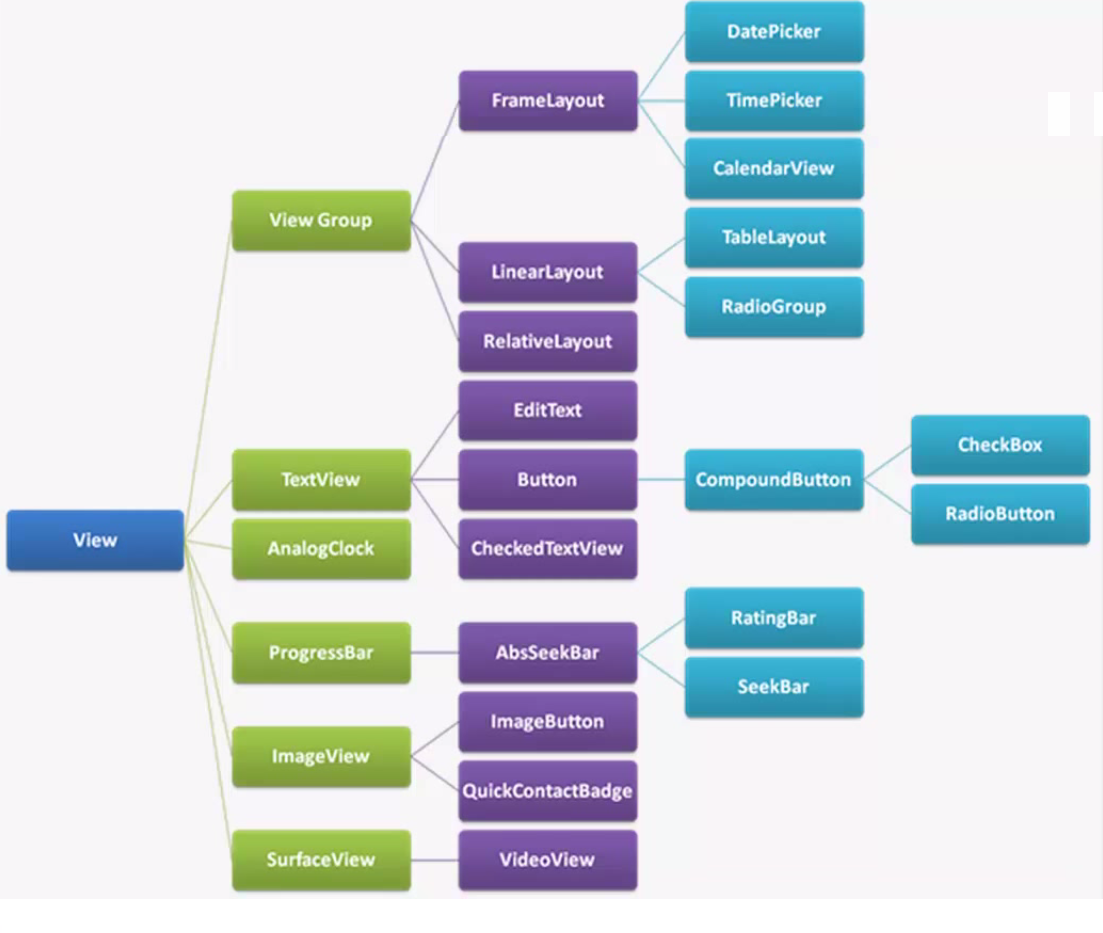 DatePicker
FrameLayout
TimePicker
CalendarView
View Group
TableLayout
LinearLayout
RadioGroup
RelativeLayout
EditText
CheckBox
TextView
Button
CompoundButton
RadioButton
View
AnalogClock
CheckedTextView
RatingBar
ProgressBar
AbsSeekBar
SeekBar
ImageButton
ImageView
QuickContactBadge
SurfaceView
VideoView